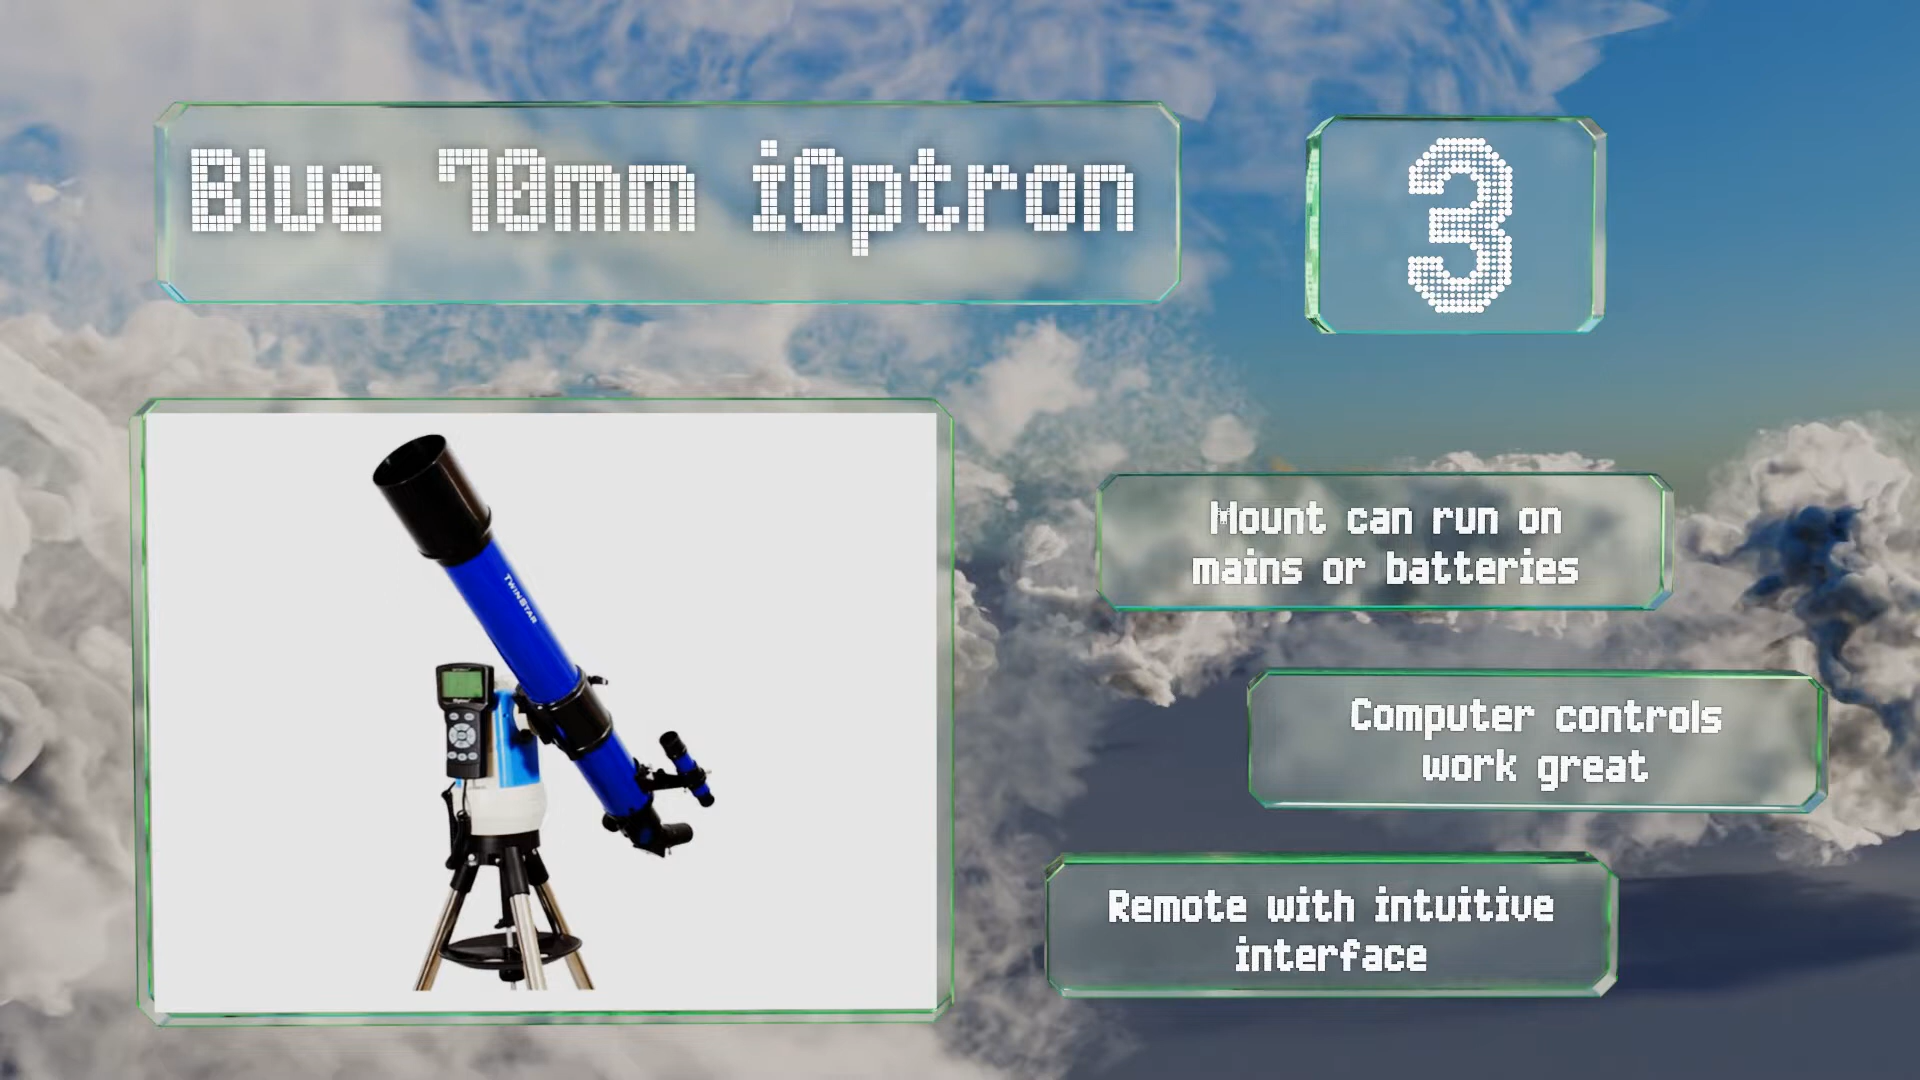 Blue 70mm iOptron
3
TWINSTAR
Mount can run on
mains or batteries
Computer controls
work great
Remote with intuitive
interface